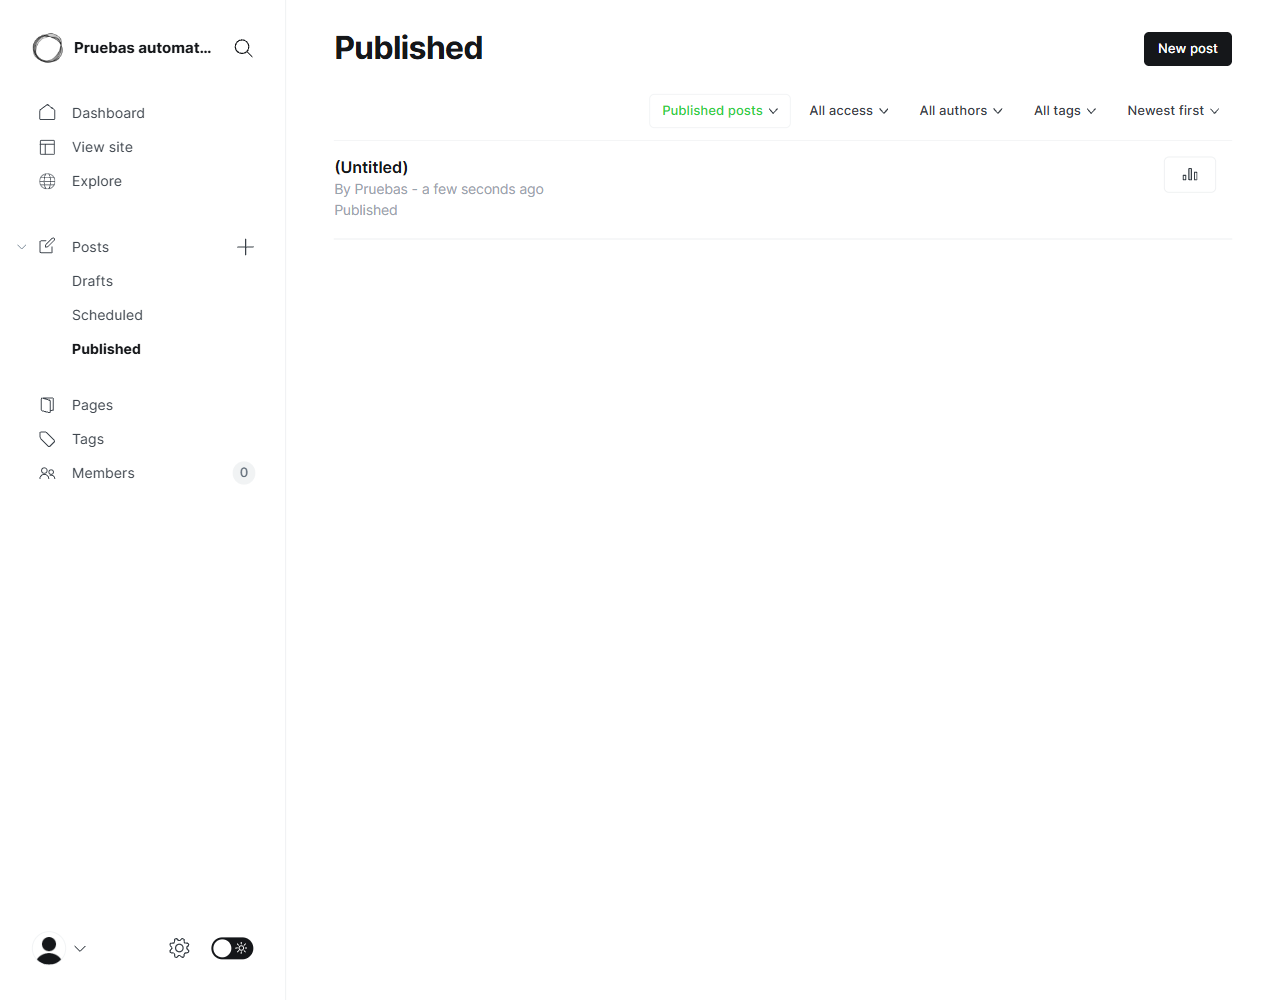 Pruebas automat...
Dashboard
View site
Explore
Posts
Drafts
Scheduled
Published
Pages
Tags
Members 0
Published
New post
Published posts All access All authors All tags Newest first
(Untitled)
By Pruebas - a few seconds ago
Published